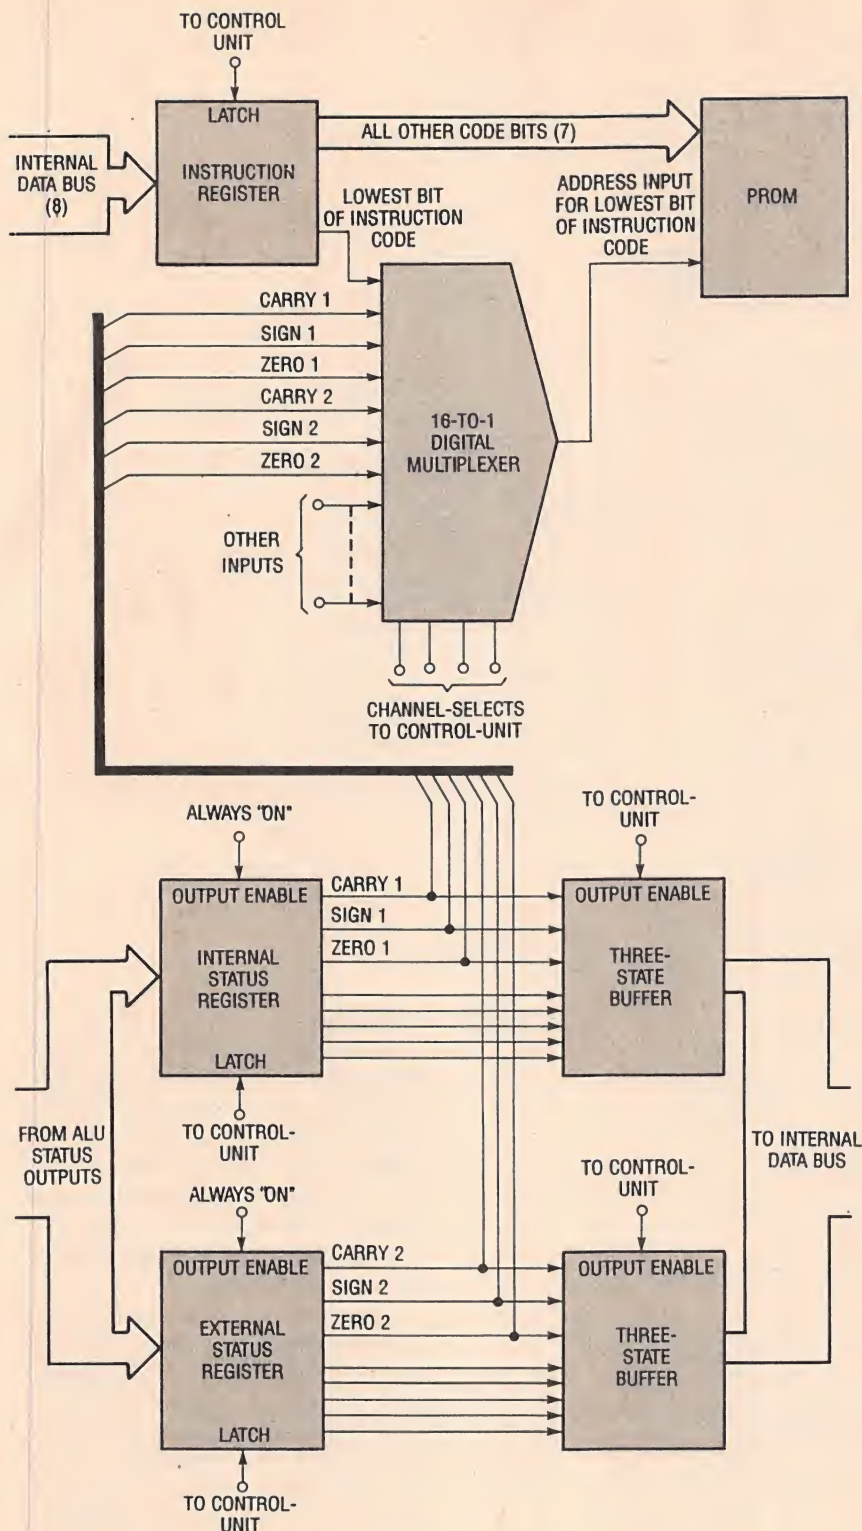 TO CONTROL
UNIT
LATCH
INSTRUCTION
REGISTER
INTERNAL
DATA BUS
(8)
ALL OTHER CODE BITS (7)
PROM
LOWEST BIT
OF INSTRUCTION
CODE
ADDRESS INPUT
FOR LOWEST BIT
OF INSTRUCTION
CODE
CARRY 1
SIGN 1
ZERO 1
CARRY 2
SIGN 2
ZERO 2
16-TO-1
DIGITAL
MULTIPLEXER
OTHER
INPUTS
CHANNEL-SELECTS
TO CONTROL-UNIT
ALWAYS "ON"
OUTPUT ENABLE
INTERNAL
STATUS
REGISTER
LATCH
TO CONTROL-
UNIT
CARRY 1
SIGN 1
ZERO 1
TO CONTROL-
UNIT
OUTPUT ENABLE
THREE-
STATE
BUFFER
FROM ALU
STATUS
OUTPUTS
TO INTERNAL
DATA BUS
ALWAYS "ON"
OUTPUT ENABLE
EXTERNAL
STATUS
REGISTER
LATCH
TO CONTROL-
UNIT
CARRY 2
SIGN 2
ZERO 2
TO CONTROL-
UNIT
OUTPUT ENABLE
THREE-
STATE
BUFFER